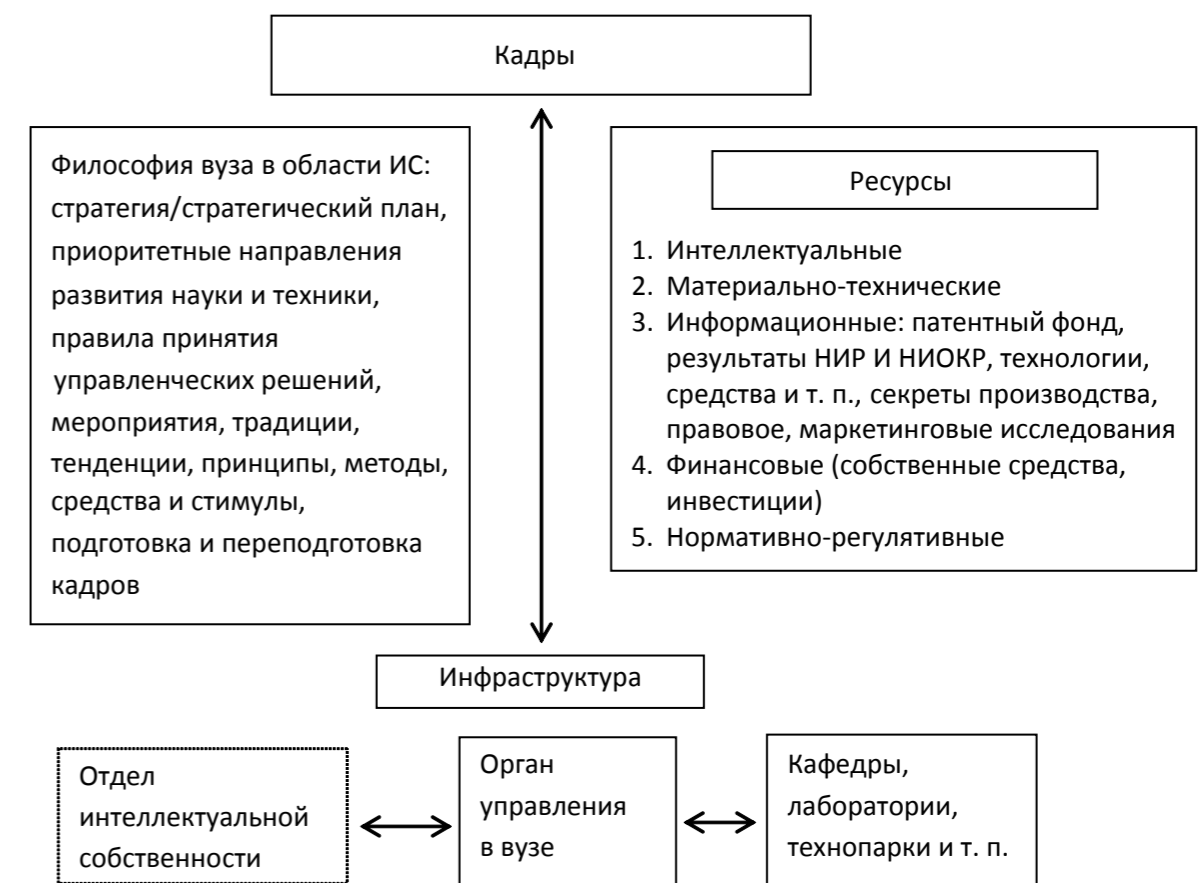 Кадры
Философия вуза в области ИС:
стратегия/стратегический план,
приоритетные направления
развития науки и техники,
правила принятия
управленческих решений,
мероприятия, традиции,
тенденции, принципы, методы,
средства и стимулы,
подготовка и переподготовка
кадров
Ресурсы
1. Интеллектуальные
2. Материально-технические
3. Информационные: патентный фонд,
результаты НИР И НИОКР, технологии,
средства и т. п., секреты производства,
правовое, маркетинговые исследования
4. Финансовые (собственные средства,
инвестиции)
5. Нормативно-регулятивные
Инфраструктура
Отдел
интеллектуальной
собственности
Орган
управления
в вузе
Кафедры,
лаборатории,
технопарки и т. п.